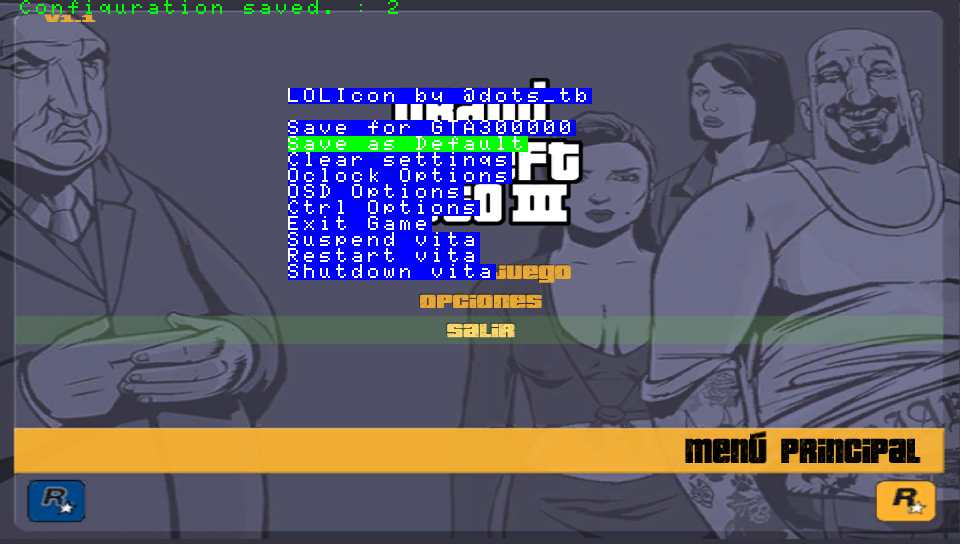 Configuration saved. : 2
v1.1
LOLIcon by @dots_tb
Save for GTA300000
Save as Default
Clear settings
Oclock Options
OSD Options
Ctrl Options
Exit Game
Suspend vita
Restart vita
Shutdown vita
juego
opciones
salir
menú principal
R
R